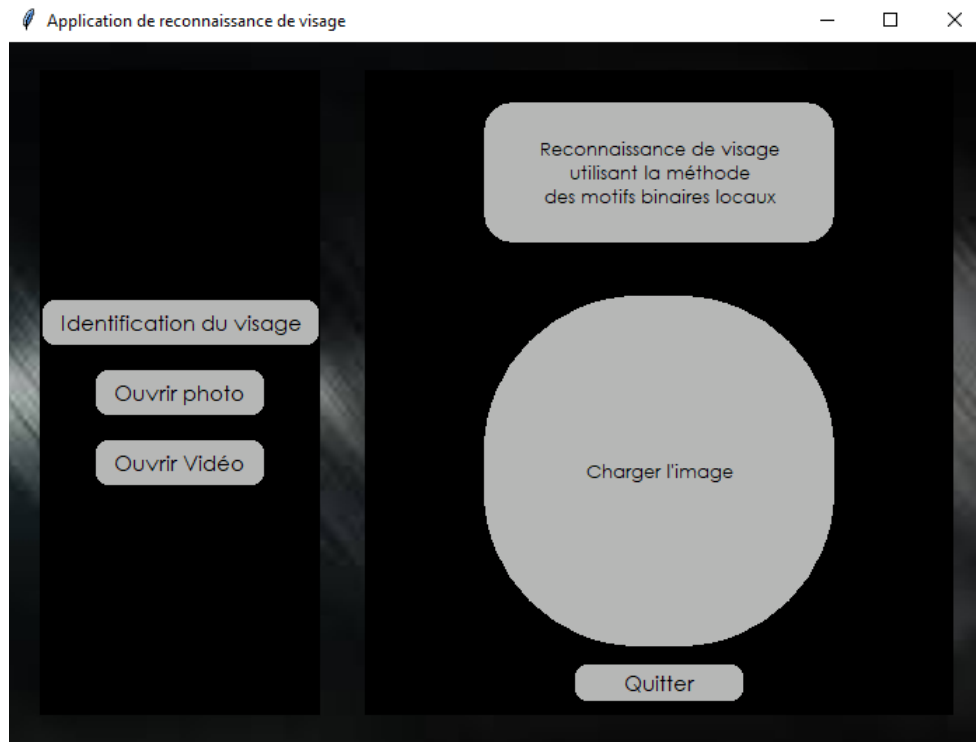 Application de reconnaissance de visage
Reconnaissance de visage
utilisant la méthode
des motifs binaires locaux
Identification du visage
Ouvrir photo
Ouvrir Vidéo
Charger l'image
Quitter